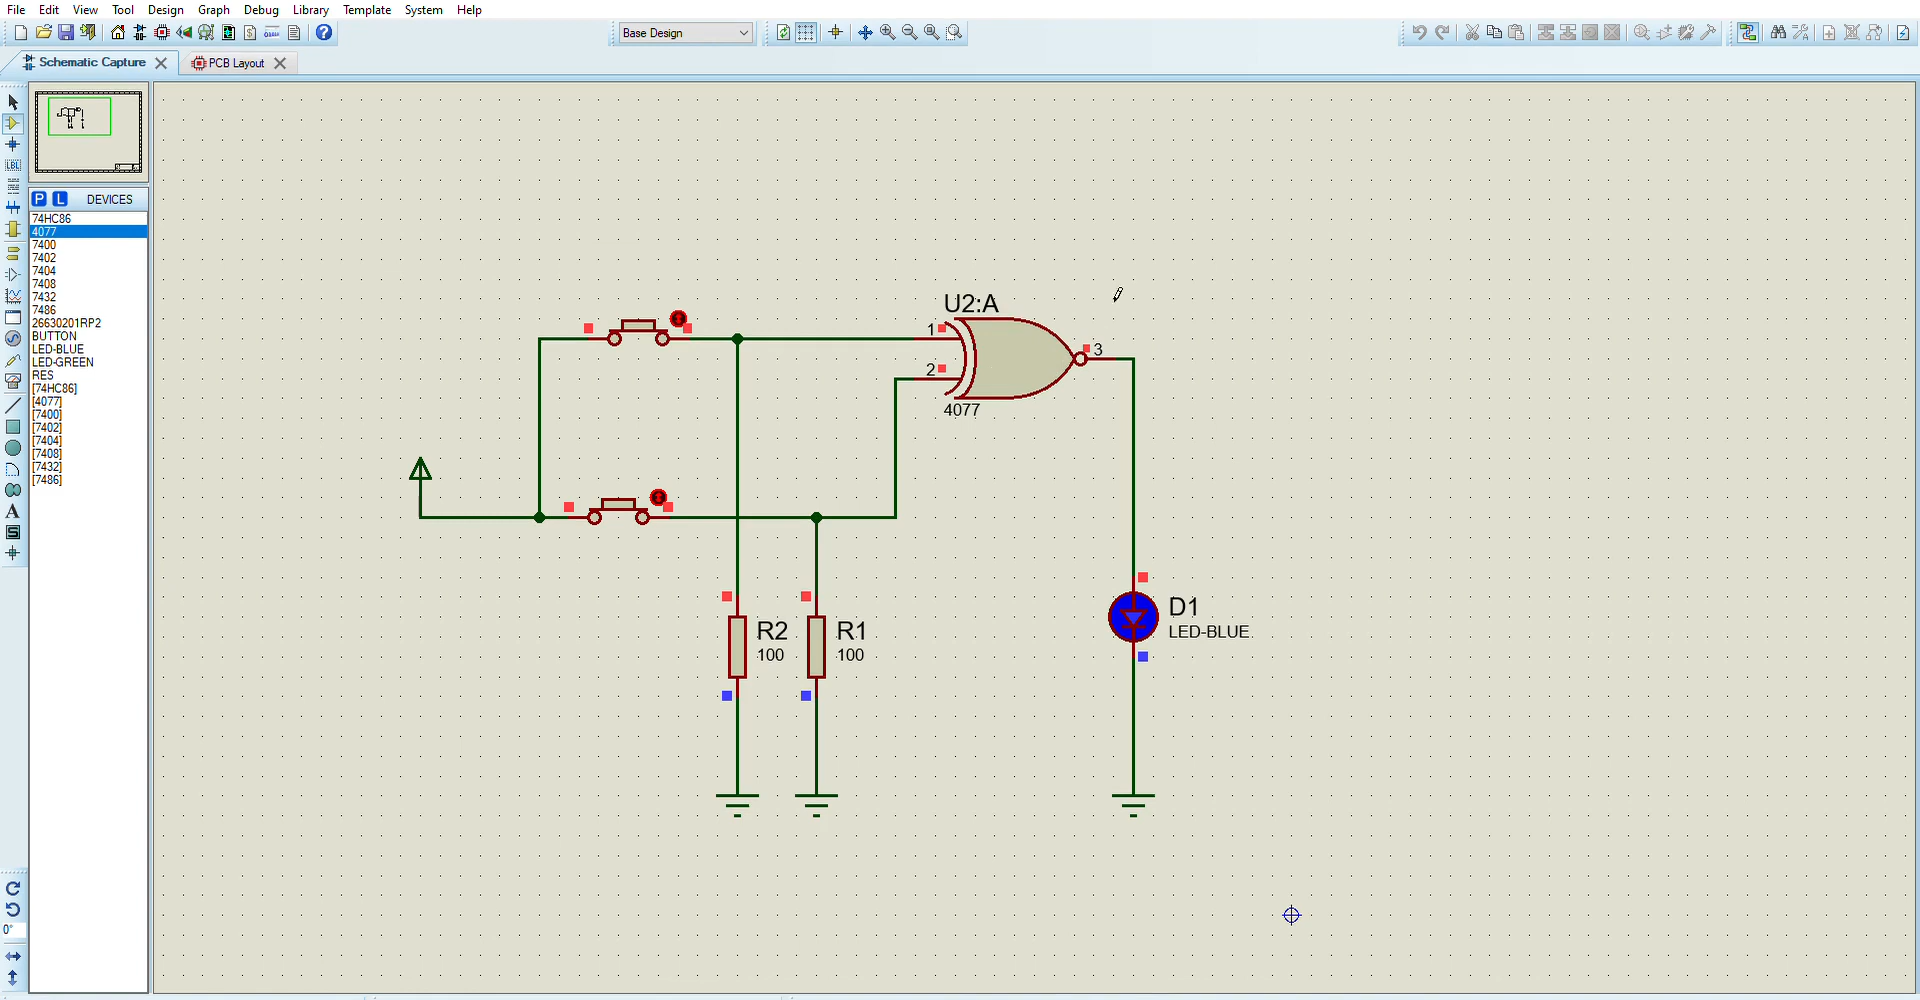 File Edit View Tool Design Graph Debug Library Template System Help
Base Design
Schematic Capture PCB Layout
P L DEVICES
74HC86
4077
7400
7402
7404
7408
7432
7486
26630201RP2
BUTTON
LED-BLUE
LED-GREEN
RES
[74HC86]
[4077]
[7400]
[7402]
[7404]
[7408]
[7432]
[7486]
LBL
A
S
0°
U2:A
1
2
3
4077
R2
100
R1
100
D1
LED-BLUE